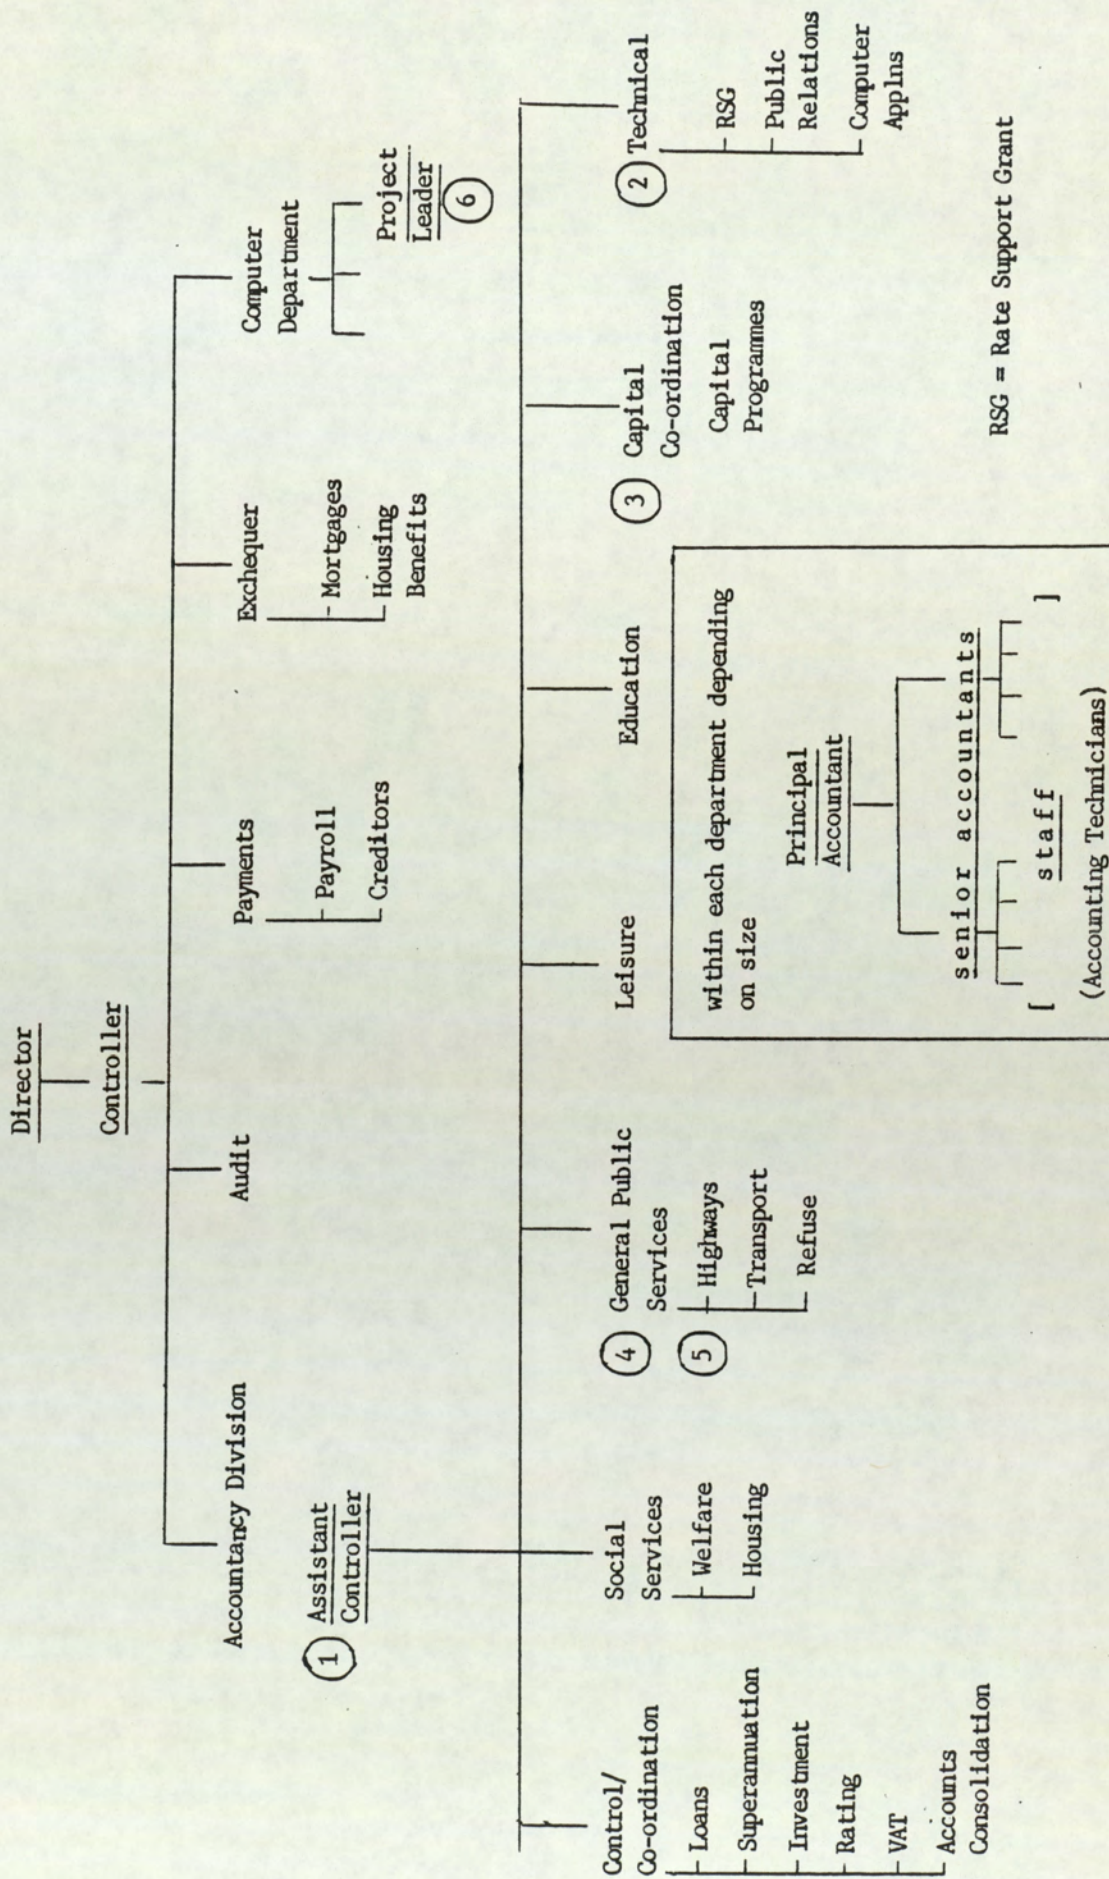 Director
Controller
Accountancy Division
Audit
Payments
Payroll
Creditors
Exchequer
Mortgages
Housing
Benefits
Computer
Department
Project
Leader
6
1
Assistant
Controller
Control/
Co-ordination
Loans
Superannuation
Investment
Rating
VAT
Accounts
Consolidation
Social
Services
Welfare
Housing
4
General Public
Services
5
Highways
Transport
Refuse
Leisure
Education
3
Capital
Co-ordination
Capital
Programmes
2
Technical
RSG
Public
Relations
Computer
Applns
within each department depending
on size
Principal
Accountant
senior accountants
[ staff ]
(Accounting Technicians)
RSG = Rate Support Grant